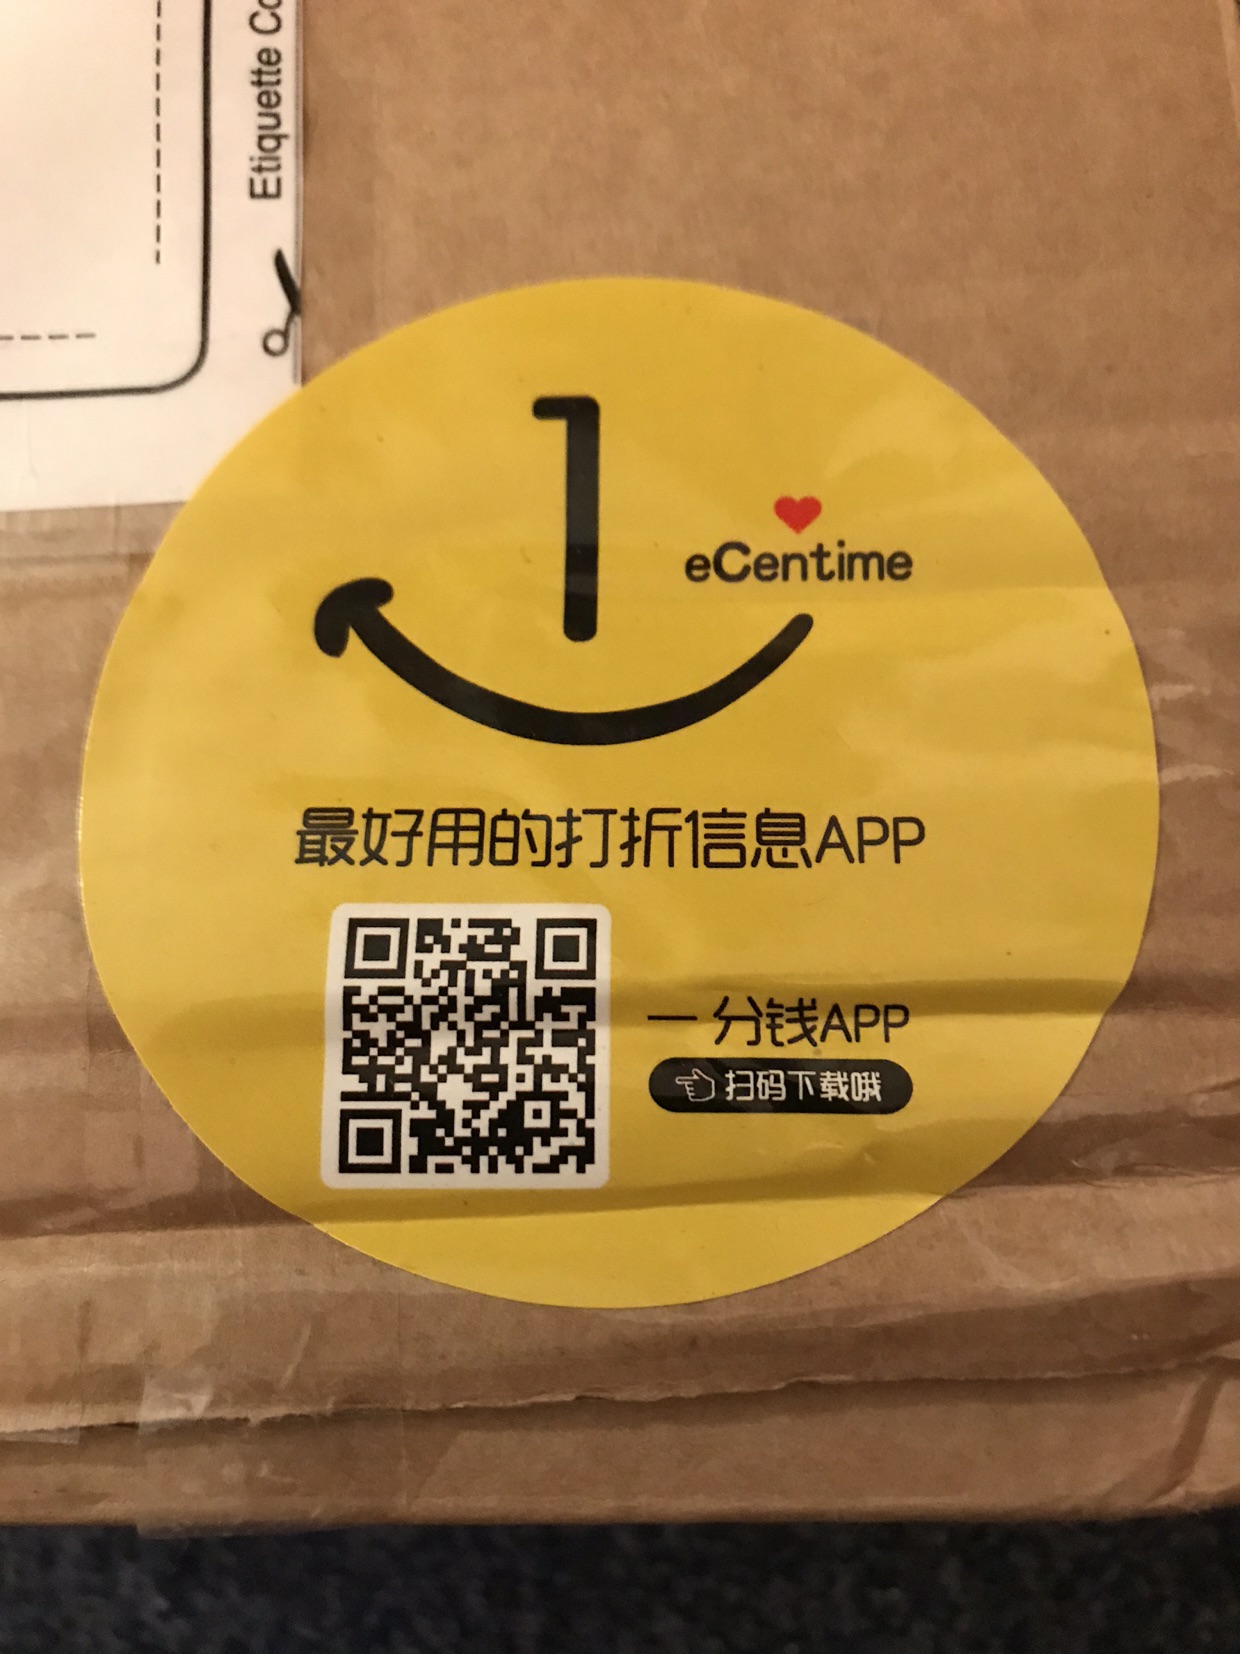 Etiquette Co
1
eCentime
最好用的打折信息APP
一分钱APP
扫码下载哦